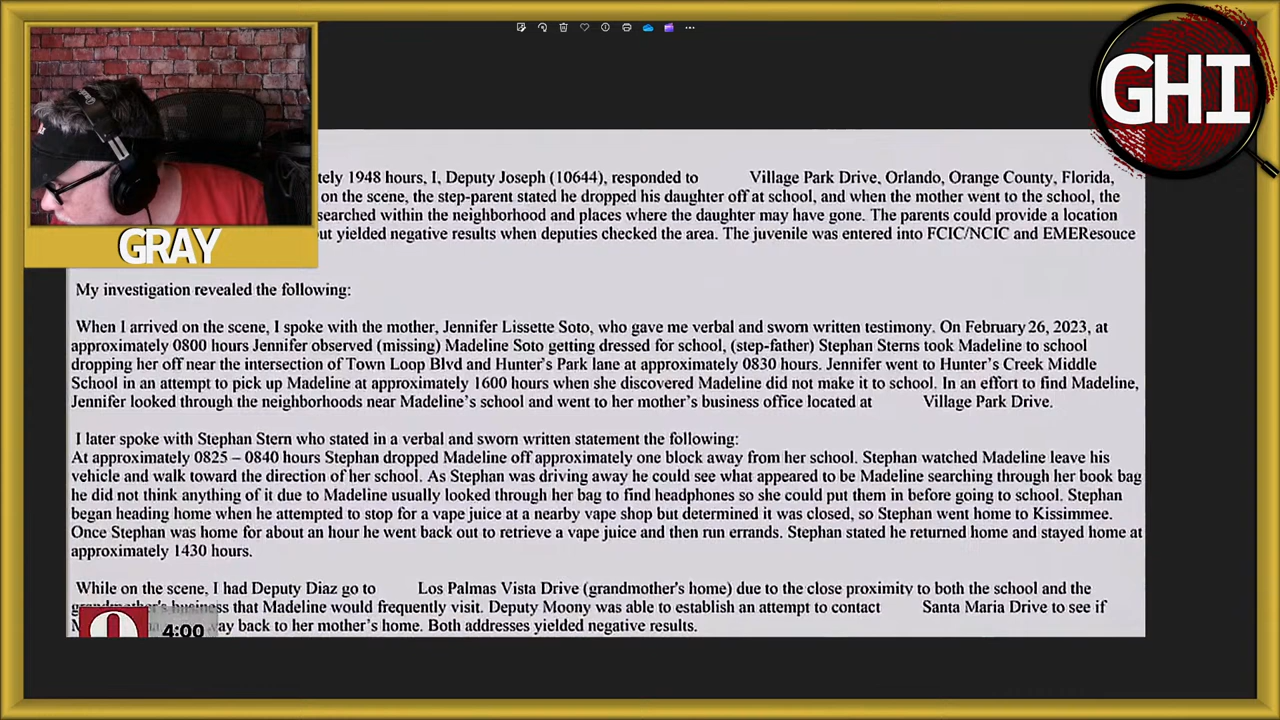 GHI
GRAY
tely 1948 hours, I, Deputy Joseph (10644), responded to Village Park Drive, Orlando, Orange County, Florida,
on the scene, the step-parent stated he dropped his daughter off at school, and when the mother went to the school, the
searched within the neighborhood and places where the daughter may have gone. The parents could provide a location
ut yielded negative results when deputies checked the area. The juvenile was entered into FCIC/NCIC and EMEResouce
My investigation revealed the following:
When I arrived on the scene, I spoke with the mother, Jennifer Lissette Soto, who gave me verbal and sworn written testimony. On February 26, 2023, at
approximately 0800 hours Jennifer observed (missing) Madeline Soto getting dressed for school, (step-father) Stephan Sterns took Madeline to school
dropping her off near the intersection of Town Loop Blvd and Hunter's Park lane at approximately 0830 hours. Jennifer went to Hunter's Creek Middle
School in an attempt to pick up Madeline at approximately 1600 hours when she discovered Madeline did not make it to school. In an effort to find Madeline,
Jennifer looked through the neighborhoods near Madeline's school and went to her mother's business office located at Village Park Drive.
I later spoke with Stephan Stern who stated in a verbal and sworn written statement the following:
At approximately 0825 – 0840 hours Stephan dropped Madeline off approximately one block away from her school. Stephan watched Madeline leave his
vehicle and walk toward the direction of her school. As Stephan was driving away he could see what appeared to be Madeline searching through her book bag
he did not think anything of it due to Madeline usually looked through her bag to find headphones so she could put them in before going to school. Stephan
began heading home when he attempted to stop for a vape juice at a nearby vape shop but determined it was closed, so Stephan went home to Kissimmee.
Once Stephan was home for about an hour he went back out to retrieve a vape juice and then run errands. Stephan stated he returned home and stayed home at
approximately 1430 hours.
While on the scene, I had Deputy Diaz go to Los Palmas Vista Drive (grandmother's home) due to the close proximity to both the school and the
grandmother's business that Madeline would frequently visit. Deputy Moony was able to establish an attempt to contact Santa Maria Drive to see if
way back to her mother's home. Both addresses yielded negative results.
4:00